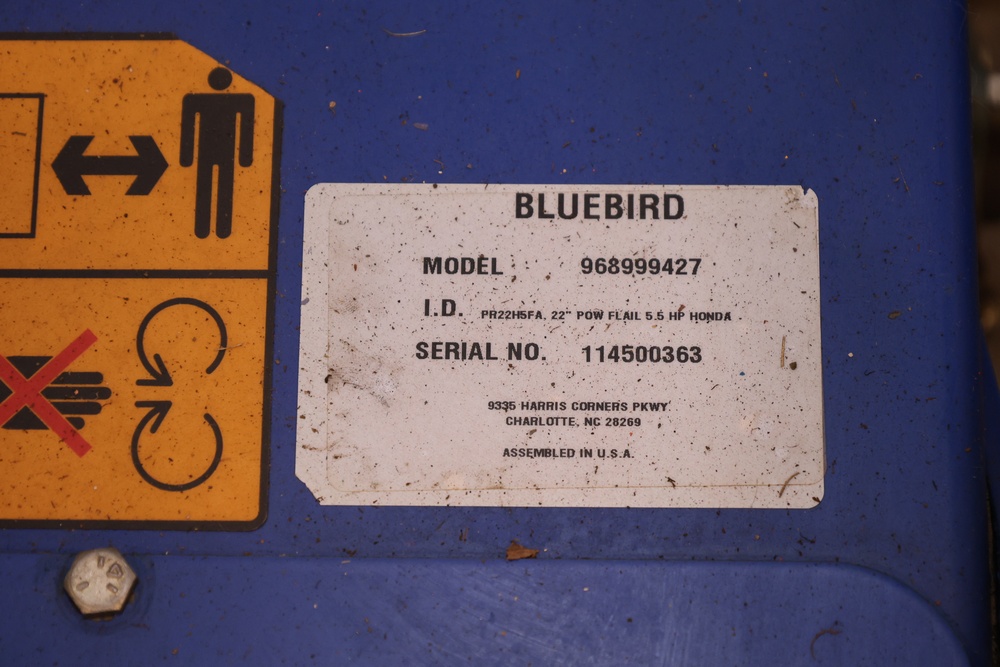 BLUEBIRD
MODEL 968999427
I.D. PR22H5FA, 22" POW FLAIL 5.5 HP HONDA
SERIAL NO. 114500363
9335 HARRIS CORNERS PKWY
CHARLOTTE, NC 28269
ASSEMBLED IN U.S.A.